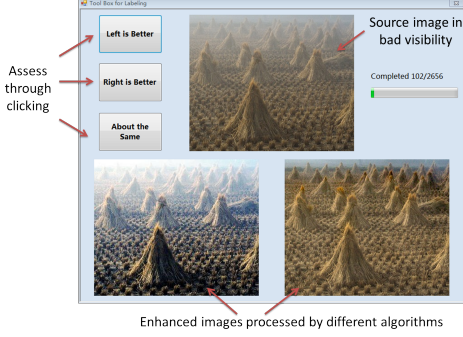 Tool Box for Labeling
Left is Better
Source image in
bad visibility
Assess
through
clicking
Right is Better
Completed 102/2656
About the
Same
Enhanced images processed by different algorithms